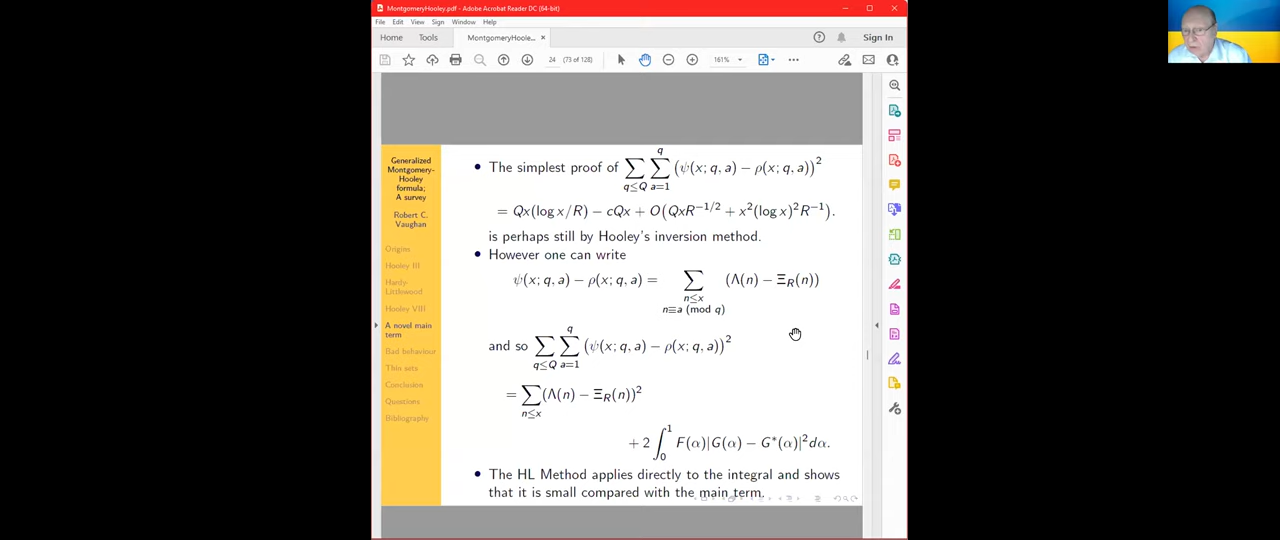 MontgomeryHooley.pdf - Adobe Acrobat Reader DC (64-bit)
File Edit View Sign Window Help
Home Tools MontgomeryHoole... × Sign In
24 (73 of 128) 161%
Generalized
Montgomery-
Hooley
formula;
A survey
Robert C.
Vaughan
Origins
Hooley III
Hardy-
Littlewood
Hooley VIII
A novel main
term
Bad behaviour
Thin sets
Conclusion
Questions
Bibliography
• The simplest proof of ∑_{q≤Q} ∑_{a=1}^{q} (ψ(x; q, a) − ρ(x; q, a))²
= Qx(log x/R) − cQx + O(QxR^{−1/2} + x²(log x)²R^{−1}).
is perhaps still by Hooley's inversion method.
• However one can write
ψ(x; q, a) − ρ(x; q, a) = ∑_{n≤x, n≡a (mod q)} (Λ(n) − Ξ_R(n))
and so ∑_{q≤Q} ∑_{a=1}^{q} (ψ(x; q, a) − ρ(x; q, a))²
= ∑_{n≤x} (Λ(n) − Ξ_R(n))²
+ 2 ∫_0^1 F(α)|G(α) − G*(α)|²dα.
• The HL Method applies directly to the integral and shows
that it is small compared with the main term.